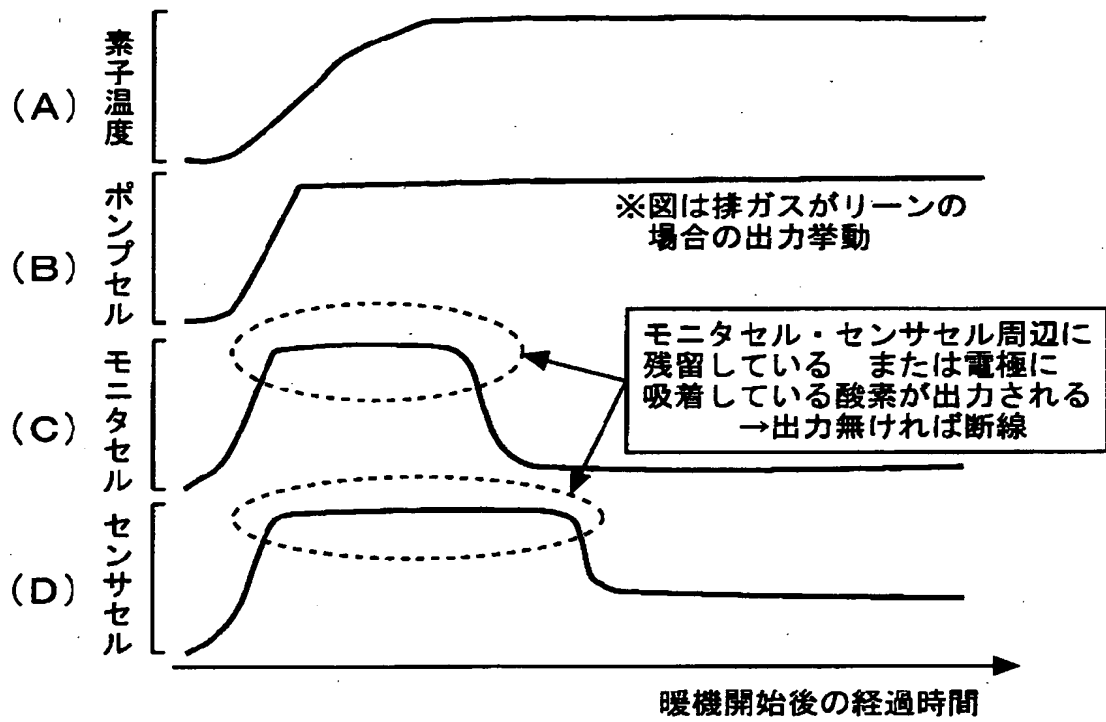 (A)
素子温度
(B)
ポンプセル
※図は排ガスがリーンの
場合の出力挙動
(C)
モニタセル
モニタセル・センサセル周辺に
残留している または電極に
吸着している酸素が出力される
→出力無ければ断線
(D)
センサセル
暖機開始後の経過時間